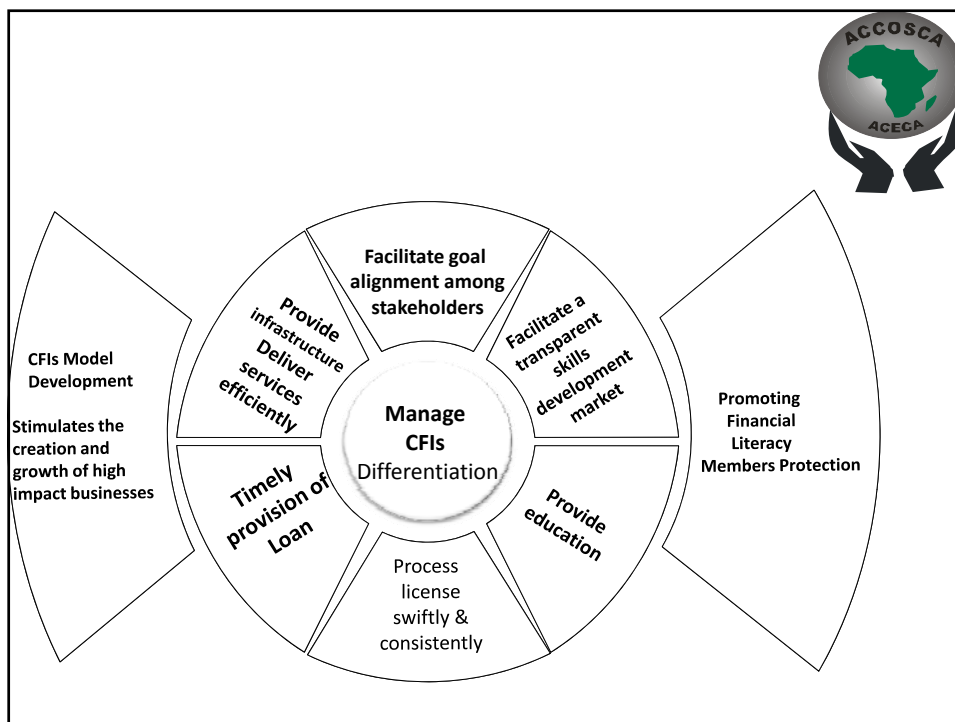 ACCOSCA
ACECA
Facilitate goal
alignment among
stakeholders
Provide
infrastructure
Deliver
services
efficiently
Facilitate a
transparent
skills
development
market
CFIs Model
Development
Stimulates the
creation and
growth of high
impact businesses
Manage
CFIs
Differentiation
Promoting
Financial
Literacy
Members Protection
Timely
provision of
Loan
Provide
education
Process
license
swiftly &
consistently